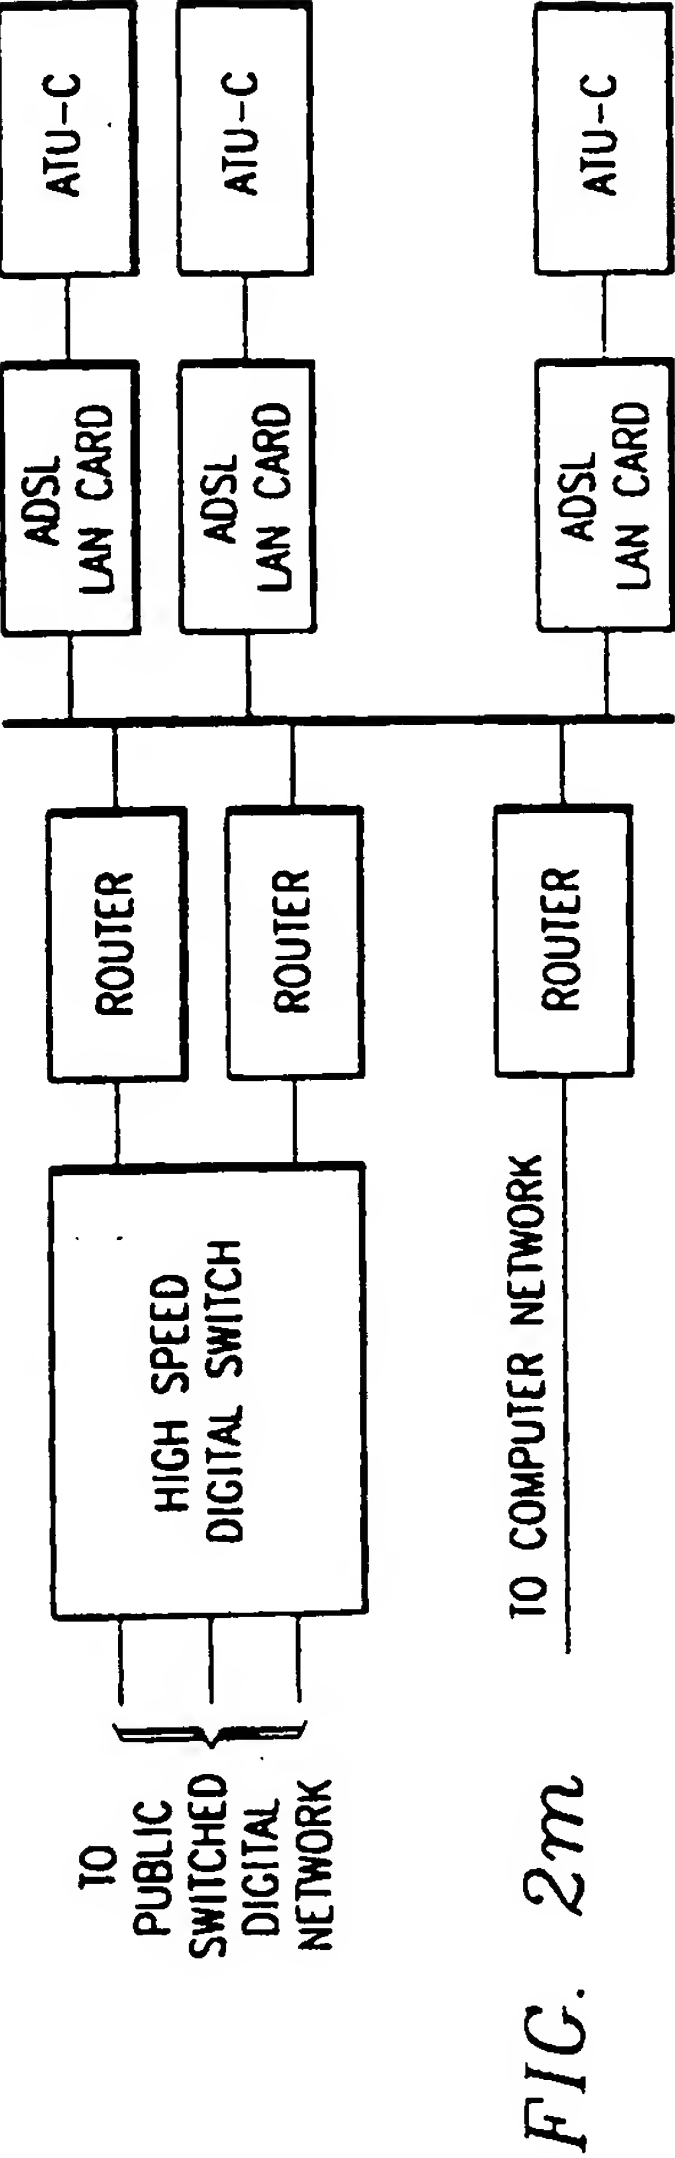 TO
PUBLIC
SWITCHED
DIGITAL
NETWORK
HIGH SPEED
DIGITAL SWITCH
ROUTER
ADSL
LAN CARD
ATU-C
ROUTER
ADSL
LAN CARD
ATU-C
TO COMPUTER NETWORK
ROUTER
ADSL
LAN CARD
ATU-C
FIG. 2m